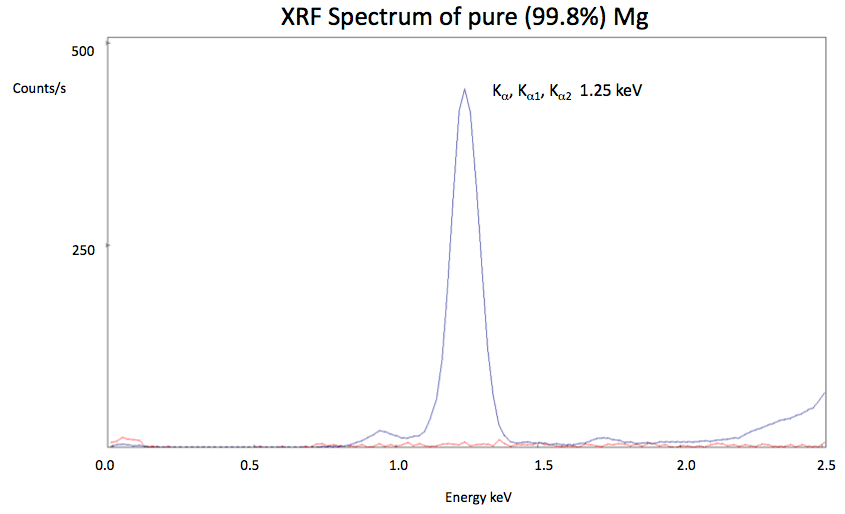 XRF Spectrum of pure (99.8%) Mg
500
Counts/s
Kα, Kα1, Kα2 1.25 keV
250
0.0 0.5 1.0 1.5 2.0 2.5
Energy keV